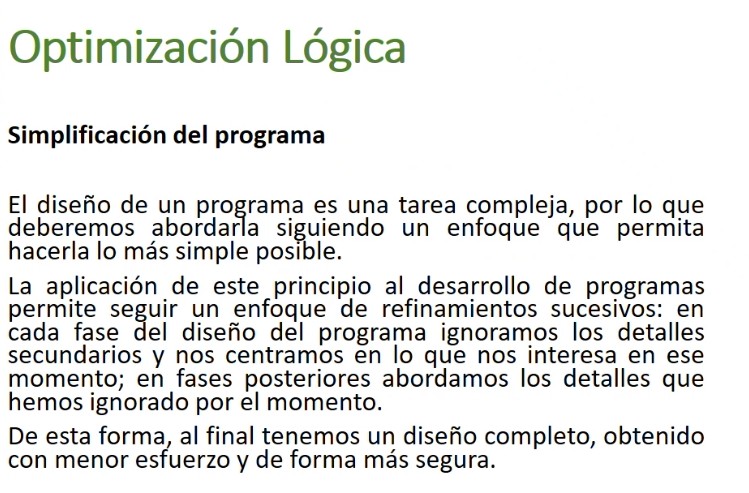 Optimización Lógica
Simplificación del programa
El diseño de un programa es una tarea compleja, por lo que
deberemos abordarla siguiendo un enfoque que permita
hacerla lo más simple posible.
La aplicación de este principio al desarrollo de programas
permite seguir un enfoque de refinamientos sucesivos: en
cada fase del diseño del programa ignoramos los detalles
secundarios y nos centramos en lo que nos interesa en ese
momento; en fases posteriores abordamos los detalles que
hemos ignorado por el momento.
De esta forma, al final tenemos un diseño completo, obtenido
con menor esfuerzo y de forma más segura.